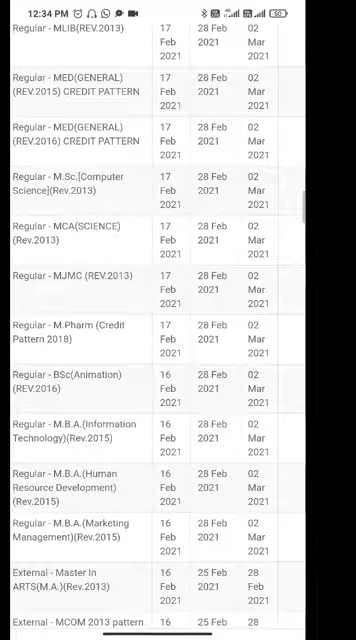 12:34 PM
50
Regular - MLIB(REV.2013) 17 28 Feb 02
Feb 2021 Mar
2021 2021
Regular - MED(GENERAL) 17 28 Feb 02
(REV.2015) CREDIT PATTERN Feb 2021 Mar
2021 2021
Regular - MED(GENERAL) 17 28 Feb 02
(REV.2016) CREDIT PATTERN Feb 2021 Mar
2021 2021
Regular - M.Sc.[Computer 17 28 Feb 02
Science](Rev.2013) Feb 2021 Mar
2021 2021
Regular - MCA(SCIENCE) 17 28 Feb 02
(Rev.2013) Feb 2021 Mar
2021 2021
Regular - MJMC (REV.2013) 17 28 Feb 02
Feb 2021 Mar
2021 2021
Regular - M.Pharm (Credit 17 28 Feb 02
Pattern 2018) Feb 2021 Mar
2021 2021
Regular - BSc(Animation) 16 28 Feb 02
(REV.2016) Feb 2021 Mar
2021 2021
Regular - M.B.A.(Information 16 28 Feb 02
Technology)(Rev.2015) Feb 2021 Mar
2021 2021
Regular - M.B.A.(Human 16 28 Feb 02
Resource Development) Feb 2021 Mar
(Rev.2015) 2021 2021
Regular - M.B.A.(Marketing 16 28 Feb 02
Management)(Rev.2015) Feb 2021 Mar
2021 2021
External - Master In 16 25 Feb 28
ARTS(M.A.)(Rev.2013) Feb 2021 Feb
2021 2021
External - MCOM 2013 pattern 16 25 Feb 28